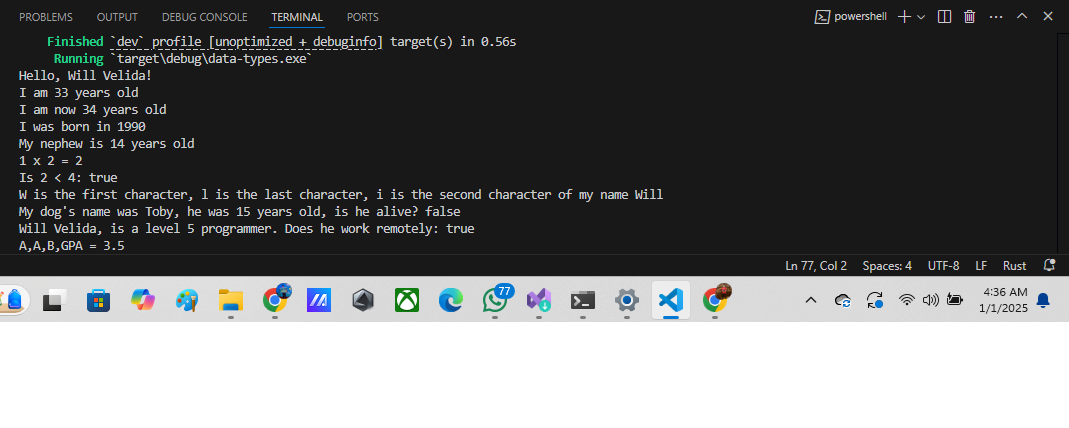 PROBLEMS OUTPUT DEBUG CONSOLE TERMINAL PORTS powershell
Finished `dev` profile [unoptimized + debuginfo] target(s) in 0.56s
Running `target\debug\data-types.exe`
Hello, Will Velida!
I am 33 years old
I am now 34 years old
I was born in 1990
My nephew is 14 years old
1 x 2 = 2
Is 2 < 4: true
W is the first character, l is the last character, i is the second character of my name Will
My dog's name was Toby, he was 15 years old, is he alive? false
Will Velida, is a level 5 programmer. Does he work remotely: true
A,A,B,GPA = 3.5
Ln 77, Col 2 Spaces: 4 UTF-8 LF Rust
77
4:36 AM
1/1/2025